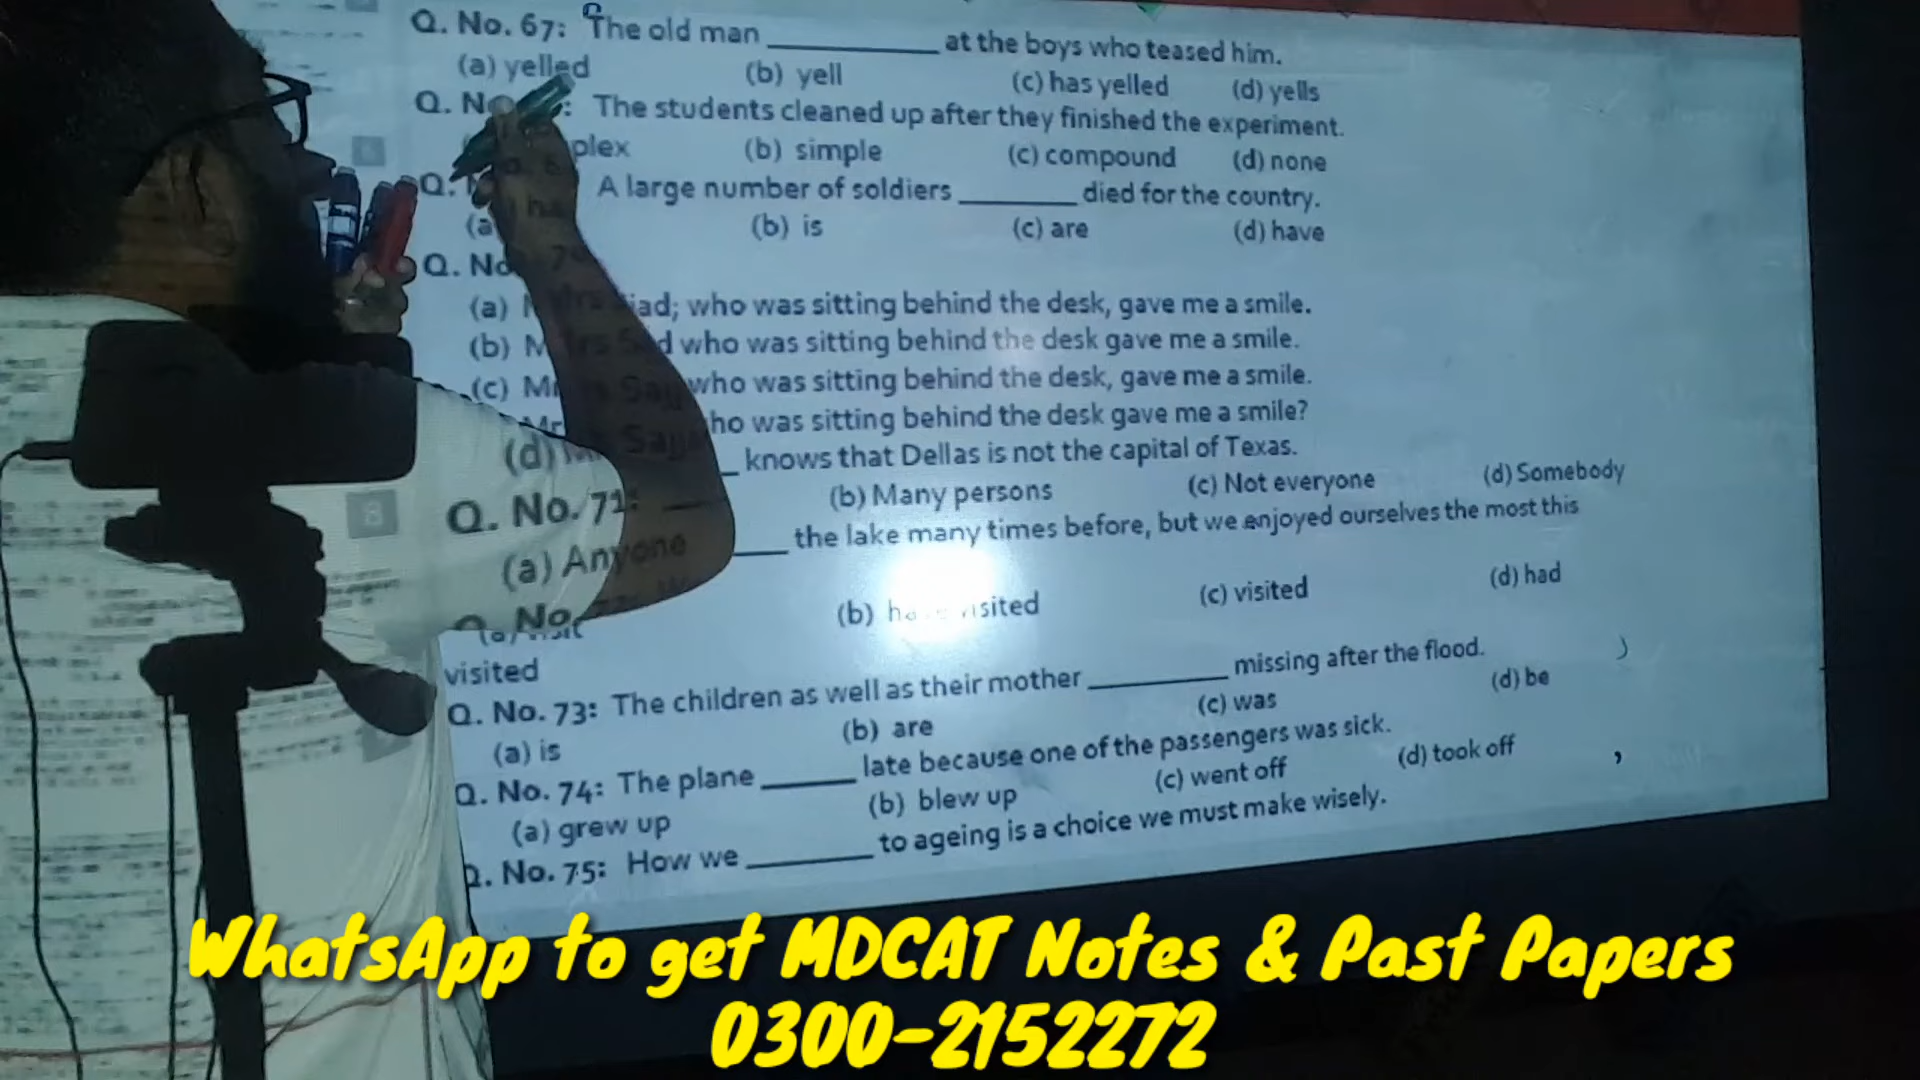 Q. No. 67: The old man ________ at the boys who teased him.
(a) yelled (b) yell (c) has yelled (d) yells
Q. No : The students cleaned up after they finished the experiment.
plex (b) simple (c) compound (d) none
Q. A large number of soldiers ________ died for the country.
(a (b) is (c) are (d) have
Q. No
(a) ad; who was sitting behind the desk, gave me a smile.
(b) who was sitting behind the desk gave me a smile.
(c) who was sitting behind the desk, gave me a smile.
(d) who was sitting behind the desk gave me a smile?
Q. No. 71: ________ knows that Dellas is not the capital of Texas.
(a) Anyone (b) Many persons (c) Not everyone (d) Somebody
No. ________ the lake many times before, but we enjoyed ourselves the most this
(b) have visited (c) visited (d) had
visited
Q. No. 73: The children as well as their mother ________ missing after the flood.
(a) is (b) are (c) was (d) be
Q. No. 74: The plane ________ late because one of the passengers was sick.
(a) grew up (b) blew up (c) went off (d) took off
Q. No. 75: How we ________ to ageing is a choice we must make wisely.
WhatsApp to get MDCAT Notes & Past Papers
0300-2152272